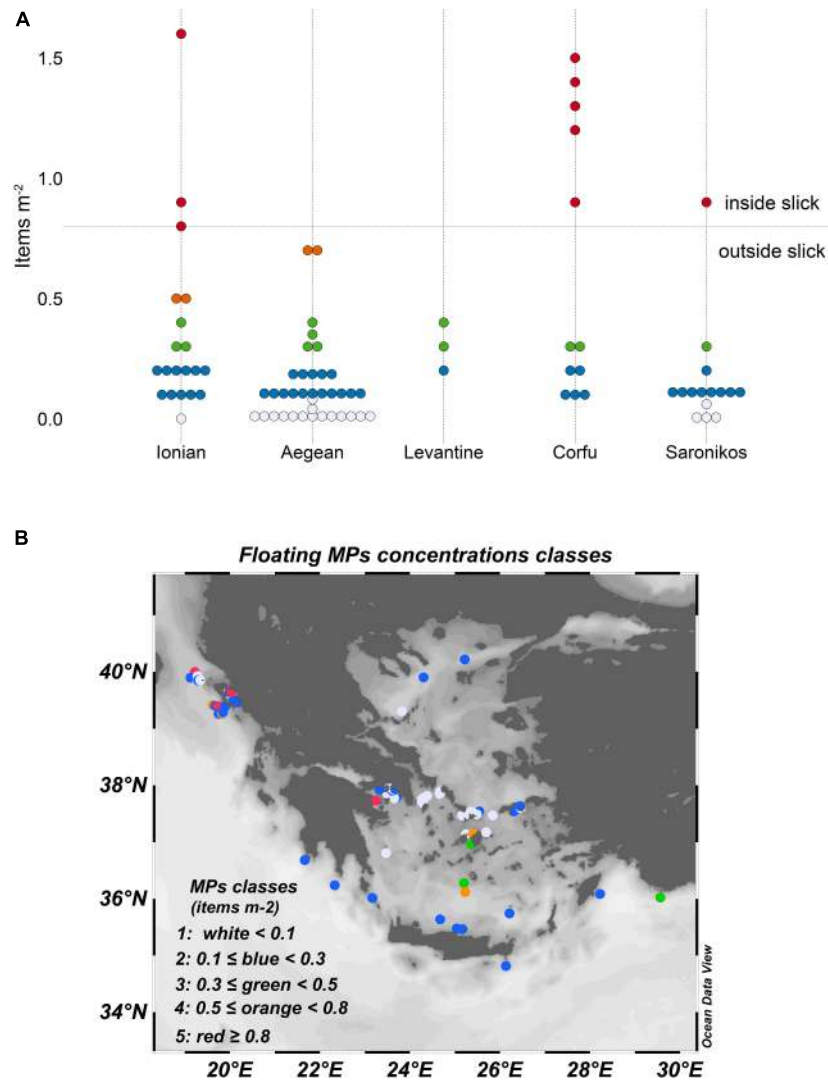 A
1.5
1.0
0.5
0.0
Items m-2
inside slick
outside slick
Ionian Aegean Levantine Corfu Saronikos
B
Floating MPs concentrations classes
40°N
38°N
36°N
34°N
MPs classes
(items m-2)
1: white < 0.1
2: 0.1 ≤ blue < 0.3
3: 0.3 ≤ green < 0.5
4: 0.5 ≤ orange < 0.8
5: red ≥ 0.8
Ocean Data View
20°E 22°E 24°E 26°E 28°E 30°E